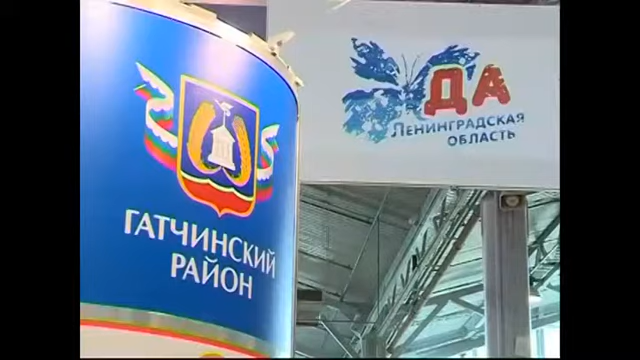 ГАТЧИНСКИЙ
РАЙОН
ДА
ЛЕНИНГРАДСКАЯ
ОБЛАСТЬ